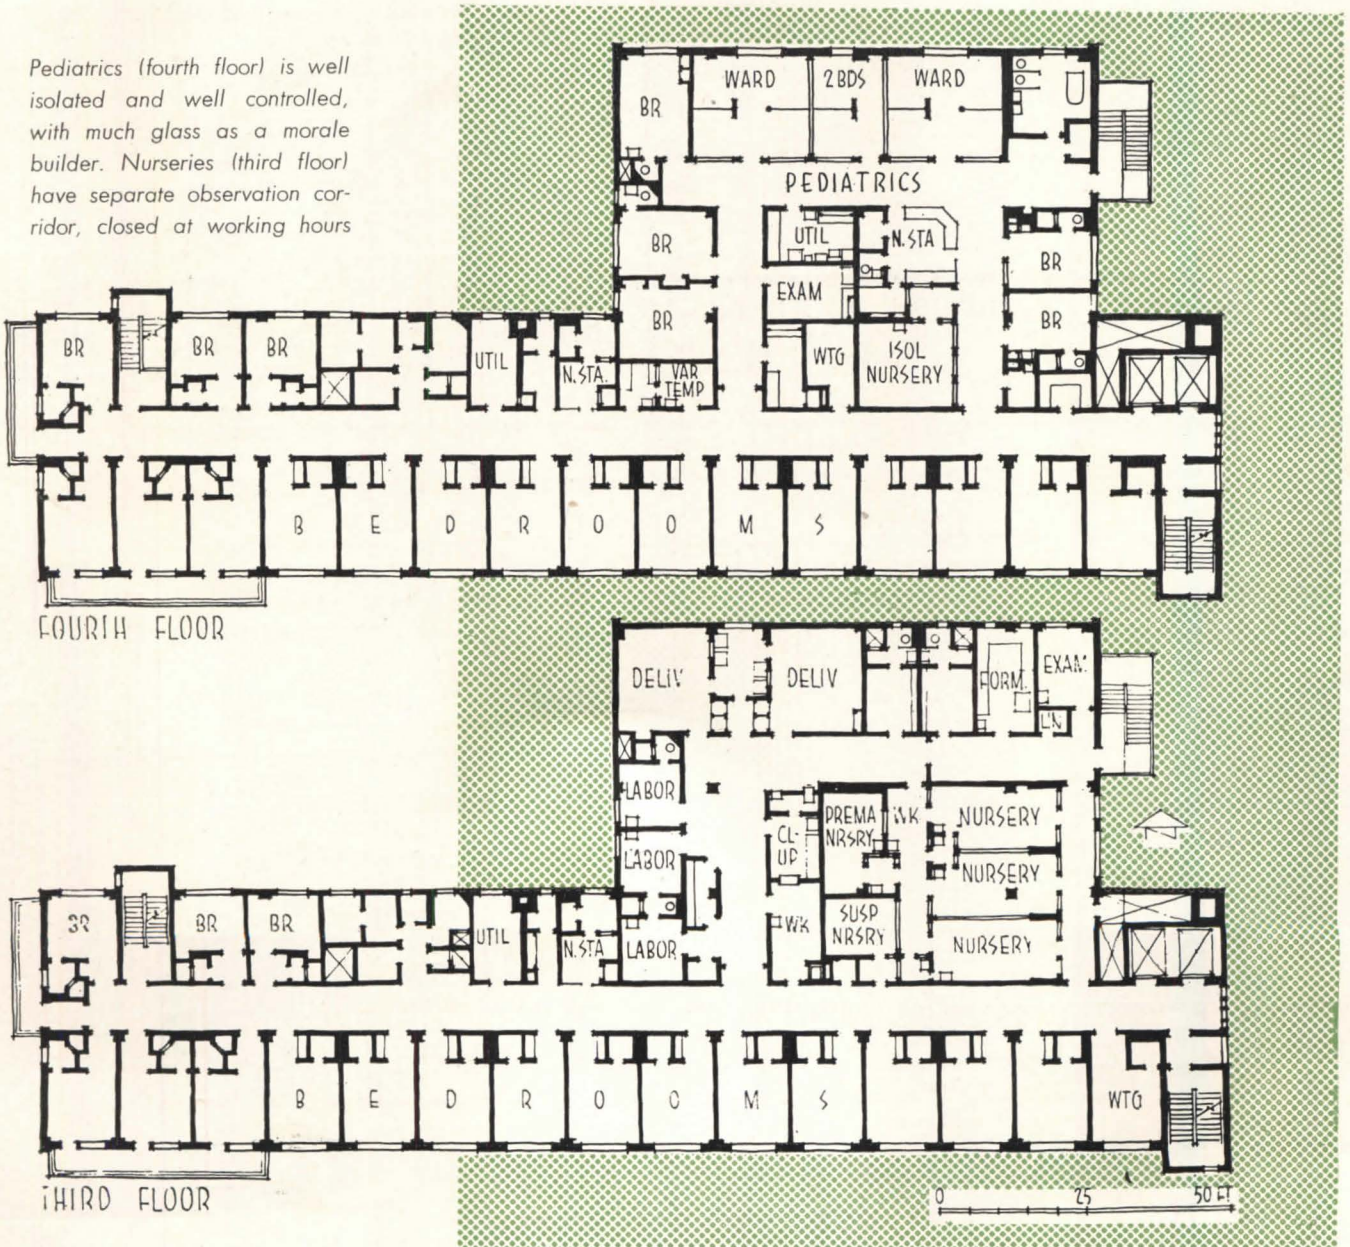 Pediatrics (fourth floor) is well
isolated and well controlled,
with much glass as a morale
builder. Nurseries (third floor)
have separate observation cor-
ridor, closed at working hours
BR
WARD
2 BDS
WARD
PEDIATRICS
BR
UTIL
N. STA
BR
EXAM
BR
BR
WTG
ISOL
NURSERY
VAR
TEMP
BR
BR
BR
UTIL
N. STA.
B E D R O O M S
FOURTH FLOOR
DELIV
DELIV
FORM.
EXAM.
LIN
LABOR
LABOR
LABOR
CL-
UP
PREMA
NRSRY
WK
NURSERY
NURSERY
NURSERY
WK
SUSP
NRSRY
BR
BR
BR
UTIL
N. STA
B E D R O O M S
WTG
THIRD FLOOR
0 25 50 FT